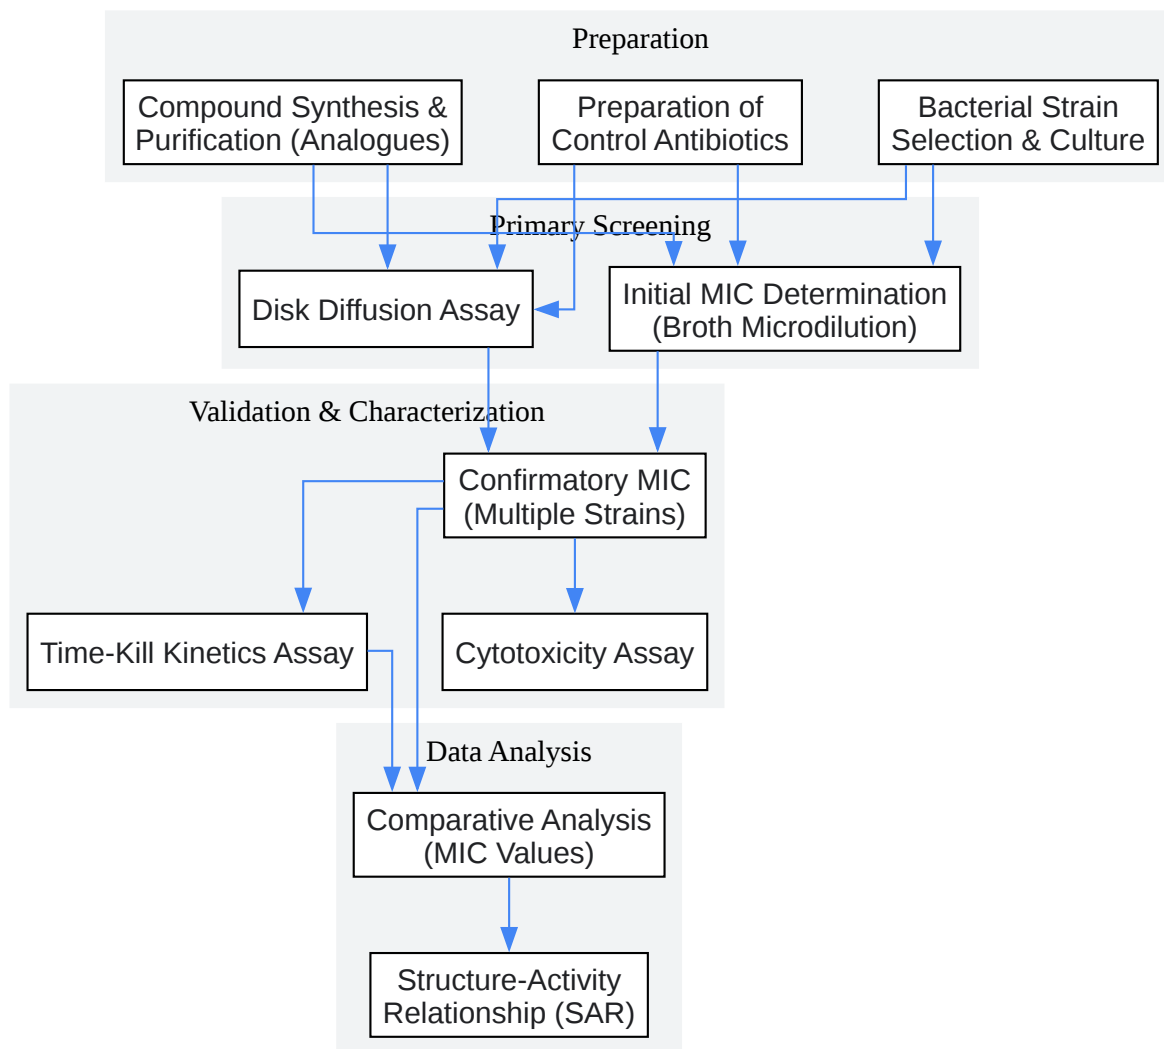 Preparation
Compound Synthesis &
Purification (Analogues)
Preparation of
Control Antibiotics
Bacterial Strain
Selection & Culture
Primary Screening
Disk Diffusion Assay
Initial MIC Determination
(Broth Microdilution)
Validation & Characterization
Confirmatory MIC
(Multiple Strains)
Time-Kill Kinetics Assay
Cytotoxicity Assay
Data Analysis
Comparative Analysis
(MIC Values)
Structure-Activity
Relationship (SAR)